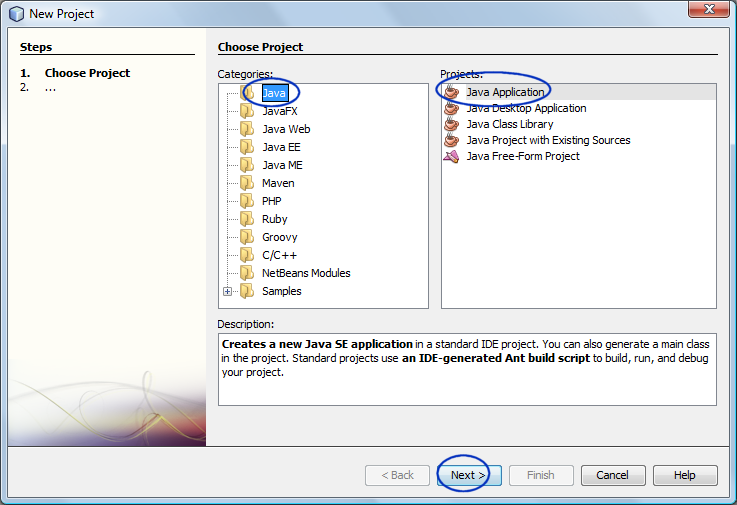 New Project
Steps
1. Choose Project
2. ...
Choose Project
Categories:
Java
JavaFX
Java Web
Java EE
Java ME
Maven
PHP
Ruby
Groovy
C/C++
NetBeans Modules
Samples
Projects:
Java Application
Java Desktop Application
Java Class Library
Java Project with Existing Sources
Java Free-Form Project
Description:
Creates a new Java SE application in a standard IDE project. You can also generate a main class
in the project. Standard projects use an IDE-generated Ant build script to build, run, and debug
your project.
< Back
Next >
Finish
Cancel
Help